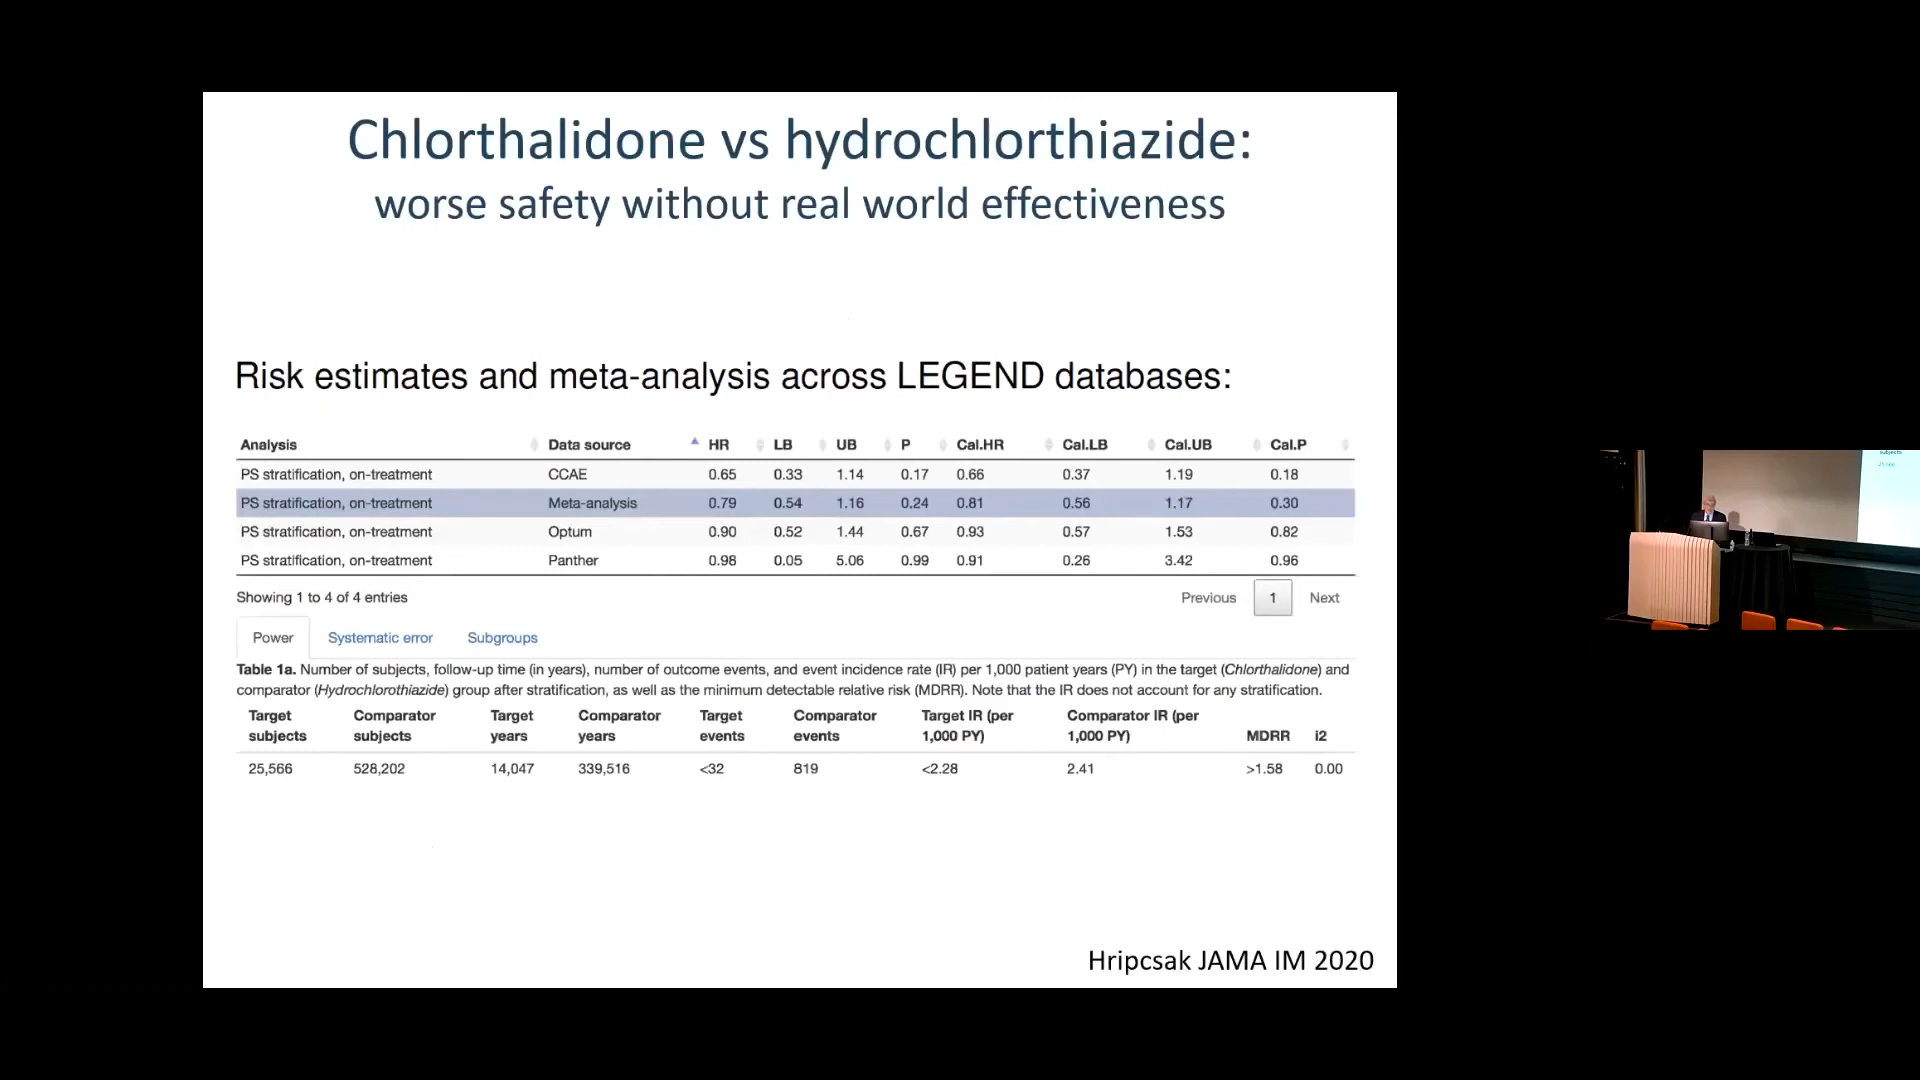 Chlorthalidone vs hydrochlorthiazide:
worse safety without real world effectiveness
Risk estimates and meta-analysis across LEGEND databases:
Analysis Data source HR LB UB P Cal.HR Cal.LB Cal.UB Cal.P
PS stratification, on-treatment CCAE 0.65 0.33 1.14 0.17 0.66 0.37 1.19 0.18
PS stratification, on-treatment Meta-analysis 0.79 0.54 1.16 0.24 0.81 0.56 1.17 0.30
PS stratification, on-treatment Optum 0.90 0.52 1.44 0.67 0.93 0.57 1.53 0.82
PS stratification, on-treatment Panther 0.98 0.05 5.06 0.99 0.91 0.26 3.42 0.96
Showing 1 to 4 of 4 entries Previous 1 Next
Power Systematic error Subgroups
Table 1a. Number of subjects, follow-up time (in years), number of outcome events, and event incidence rate (IR) per 1,000 patient years (PY) in the target (Chlorthalidone) and
comparator (Hydrochlorothiazide) group after stratification, as well as the minimum detectable relative risk (MDRR). Note that the IR does not account for any stratification.
Target Comparator Target Comparator Target Comparator Target IR (per Comparator IR (per
subjects subjects years years events events 1,000 PY) 1,000 PY) MDRR i2
25,566 528,202 14,047 339,516 <32 819 <2.28 2.41 >1.58 0.00
Hripcsak JAMA IM 2020
subjects
25,566